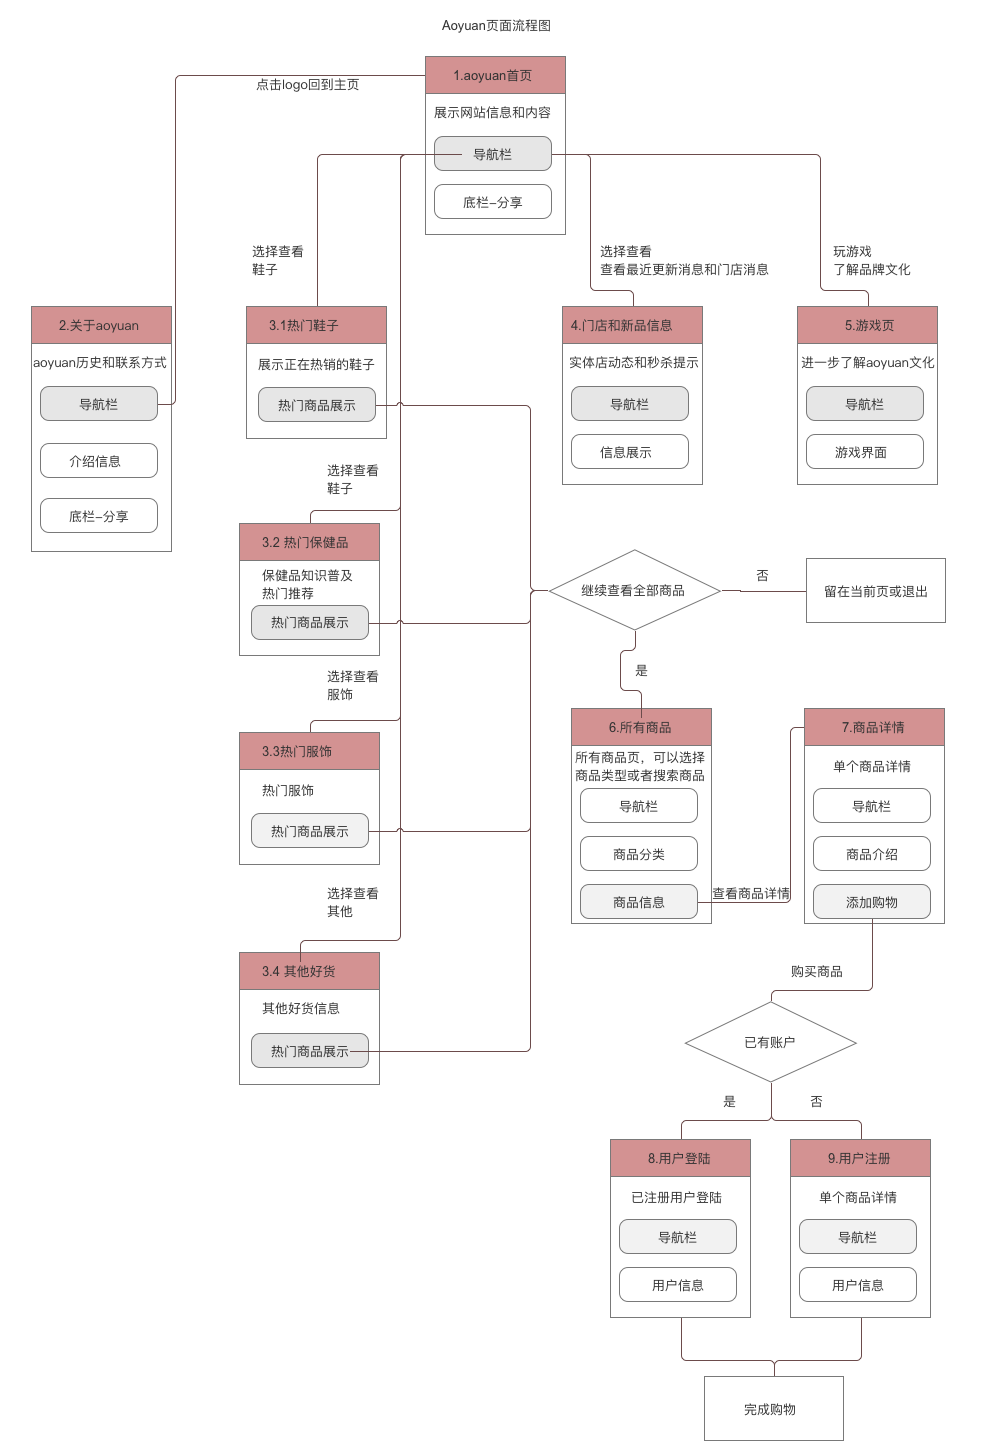 Aoyuan页面流程图
1.aoyuan首页
点击logo回到主页
展示网站信息和内容
导航栏
底栏–分享
选择查看
鞋子
选择查看
查看最近更新消息和门店消息
玩游戏
了解品牌文化
2.关于aoyuan
aoyuan历史和联系方式
导航栏
介绍信息
底栏–分享
3.1热门鞋子
展示正在热销的鞋子
热门商品展示
4.门店和新品信息
实体店动态和秒杀提示
导航栏
信息展示
5.游戏页
进一步了解aoyuan文化
导航栏
游戏界面
选择查看
鞋子
3.2 热门保健品
保健品知识普及
热门推荐
热门商品展示
继续查看全部商品
否
留在当前页或退出
是
选择查看
服饰
3.3热门服饰
热门服饰
热门商品展示
6.所有商品
所有商品页，可以选择
商品类型或者搜索商品
导航栏
商品分类
商品信息
查看商品详情
7.商品详情
单个商品详情
导航栏
商品介绍
添加购物
选择查看
其他
3.4 其他好货
其他好货信息
热门商品展示
购买商品
已有账户
是
否
8.用户登陆
已注册用户登陆
导航栏
用户信息
9.用户注册
单个商品详情
导航栏
用户信息
完成购物